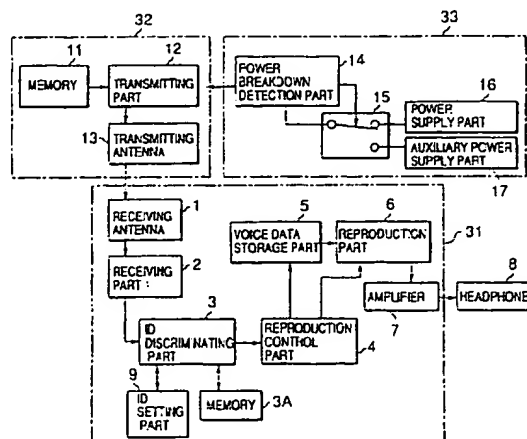 32
33
11
12
14
MEMORY
TRANSMITTING
PART
POWER
BREAKDOWN
DETECTION PART
15
16
POWER
SUPPLY PART
13
TRANSMITTING
ANTENNA
AUXILIARY POWER
SUPPLY PART
17
1
RECEIVING
ANTENNA
5
6
31
VOICE DATA
STORAGE PART
REPRODUCTION
PART
2
RECEIVING
PART
8
AMPLIFIER
HEADPHONE
7
3
ID
DISCRIMINATING
PART
REPRODUCTION
CONTROL
PART
4
9
ID
SETTING PART
MEMORY
3A